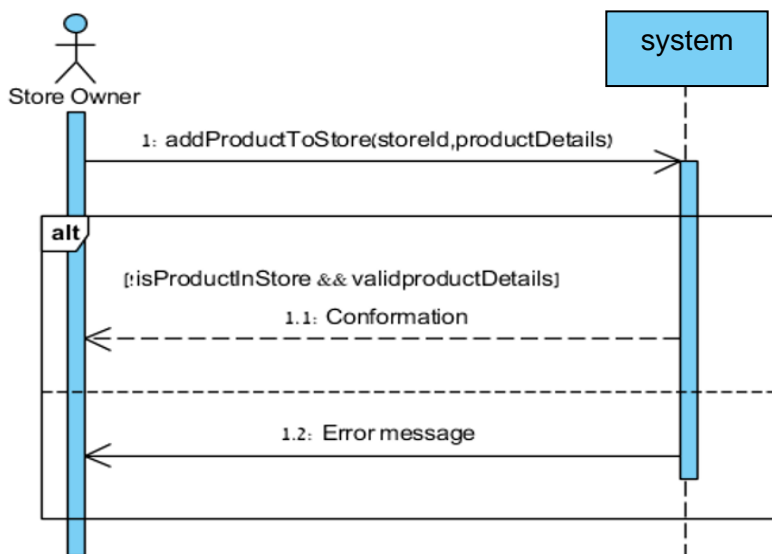 system
Store Owner
1: addProductToStore(storeId,productDetails)
alt
[!isProductInStore && validproductDetails]
1.1: Conformation
1.2: Error message